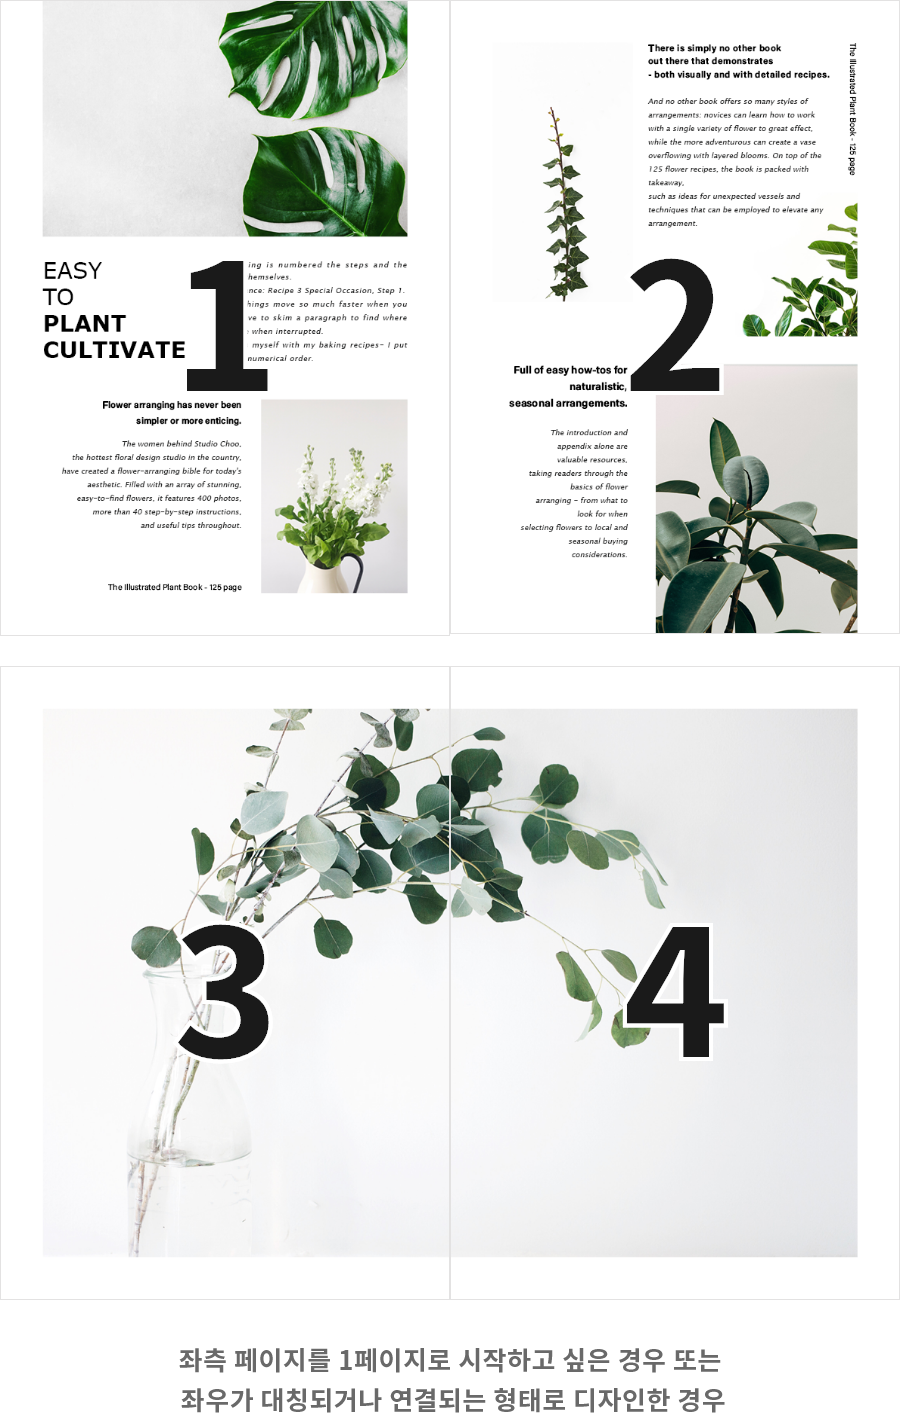 EASY
TO
PLANT
CULTIVATE
1
ing is numbered the steps and the
hemselves.
nce: Recipe 3 Special Occasion, Step 1.
hings move so much faster when you
ve to skim a paragraph to find where
when interrupted.
myself with my baking recipes- I put
numerical order.
Flower arranging has never been
simpler or more enticing.
The women behind Studio Choo,
the hottest floral design studio in the country,
have created a flower-arranging bible for today's
aesthetic. Filled with an array of stunning,
easy-to-find flowers, it features 400 photos,
more than 40 step-by-step instructions,
and useful tips throughout.
The Illustrated Plant Book - 125 page
There is simply no other book
out there that demonstrates
- both visually and with detailed recipes.
And no other book offers so many styles of
arrangements: novices can learn how to work
with a single variety of flower to great effect,
while the more adventurous can create a vase
overflowing with layered blooms. On top of the
125 flower recipes, the book is packed with
takeaway,
such as ideas for unexpected vessels and
techniques that can be employed to elevate any
arrangement.
The Illustrated Plant Book - 125 page
2
Full of easy how-tos for
naturalistic,
seasonal arrangements.
The introduction and
appendix alone are
valuable resources,
taking readers through the
basics of flower
arranging - from what to
look for when
selecting flowers to local and
seasonal buying
considerations.
3
4
좌측 페이지를 1페이지로 시작하고 싶은 경우 또는
좌우가 대칭되거나 연결되는 형태로 디자인한 경우